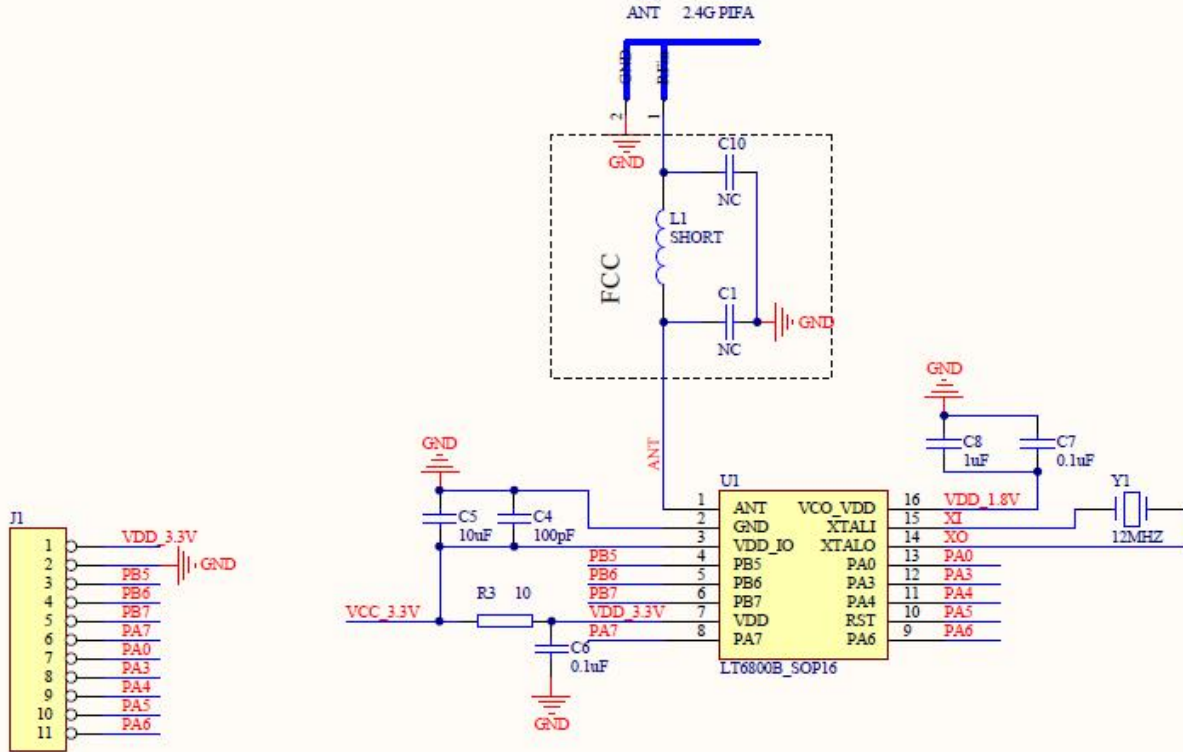 ANT 2.4G PIFA
GND
2
1
GND
C10
NC
L1
SHORT
FCC
C1
NC
GND
ANT
GND
C8
1uF
C7
0.1uF
GND
C5
10uF
C4
100pF
U1
1 ANT VCO_VDD 16 VDD_1.8V
2 GND XTALI 15 XI
3 VDD_IO XTALO 14 XO
PB5 4 PB5 PA0 13 PA0
PB6 5 PB6 PA3 12 PA3
PB7 6 PB7 PA4 11 PA4
VDD_3.3V 7 VDD RST 10 PA5
PA7 8 PA7 PA6 9 PA6
LT6800B_SOP16
Y1
12MHZ
VCC_3.3V
R3 10
C6
0.1uF
GND
J1
1 VDD_3.3V
2 GND
3 PB5
4 PB6
5 PB7
6 PA7
7 PA0
8 PA3
9 PA4
10 PA5
11 PA6